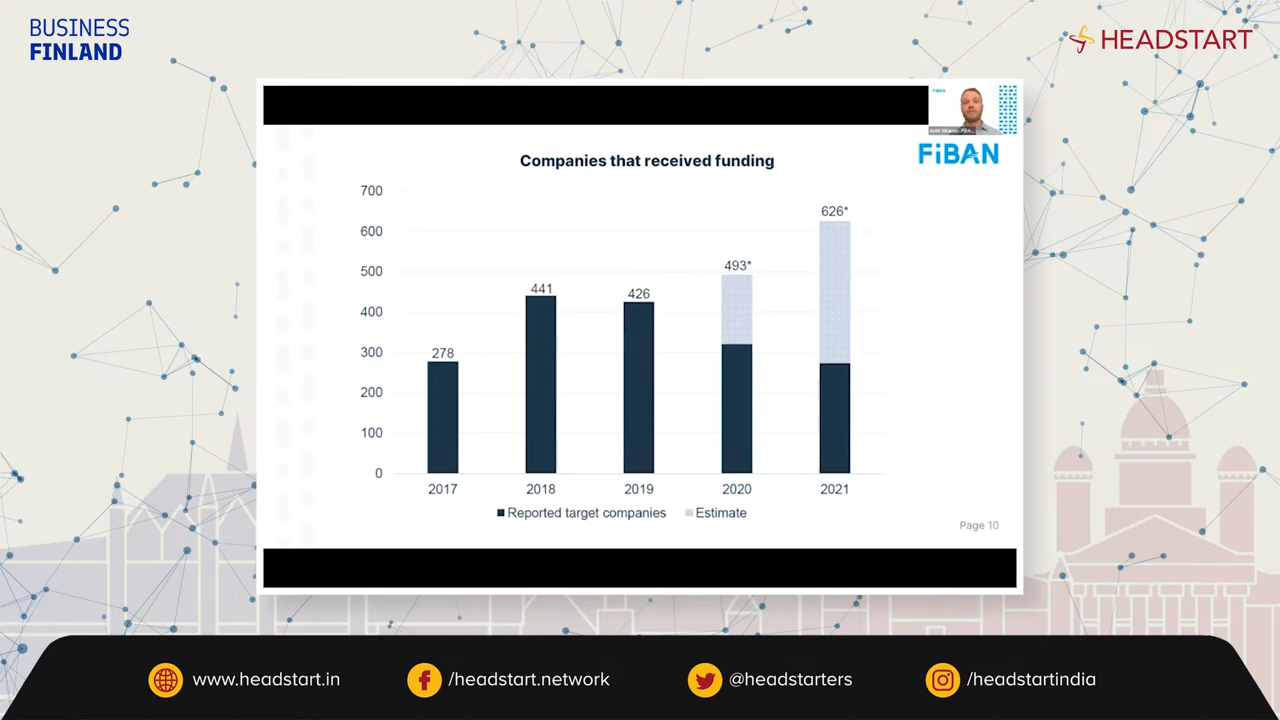 BUSINESS
FINLAND
HEADSTART
FiBAN
Companies that received funding
700
600
500
400
300
200
100
0
278
441
426
493*
626*
2017 2018 2019 2020 2021
Reported target companies Estimate
Page 10
www.headstart.in /headstart.network @headstarters /headstartindia